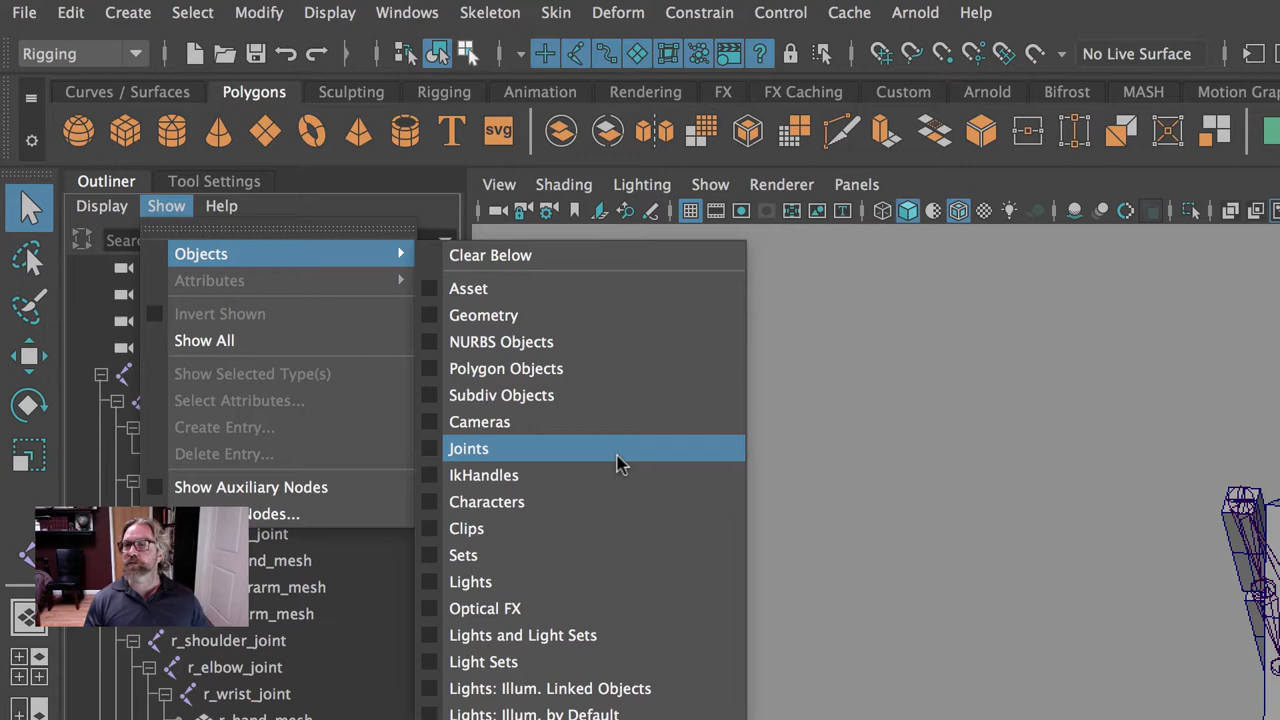 File Edit Create Select Modify Display Windows Skeleton Skin Deform Constrain Control Cache Arnold Help
Rigging No Live Surface
Curves / Surfaces Polygons Sculpting Rigging Animation Rendering FX FX Caching Custom Arnold Bifrost MASH Motion Gra
T svg
Outliner Tool Settings
Display Show Help
View Shading Lighting Show Renderer Panels
Sear
Objects
Attributes
Invert Shown
Show All
Show Selected Type(s)
Select Attributes...
Create Entry...
Delete Entry...
Show Auxiliary Nodes
Nodes...
Clear Below
Asset
Geometry
NURBS Objects
Polygon Objects
Subdiv Objects
Cameras
Joints
IkHandles
Characters
Clips
Sets
Lights
Optical FX
Lights and Light Sets
Light Sets
Lights: Illum. Linked Objects
Lights: Illum. by Default
_joint
nd_mesh
rarm_mesh
rm_mesh
r_shoulder_joint
r_elbow_joint
r_wrist_joint
r_hand_mesh